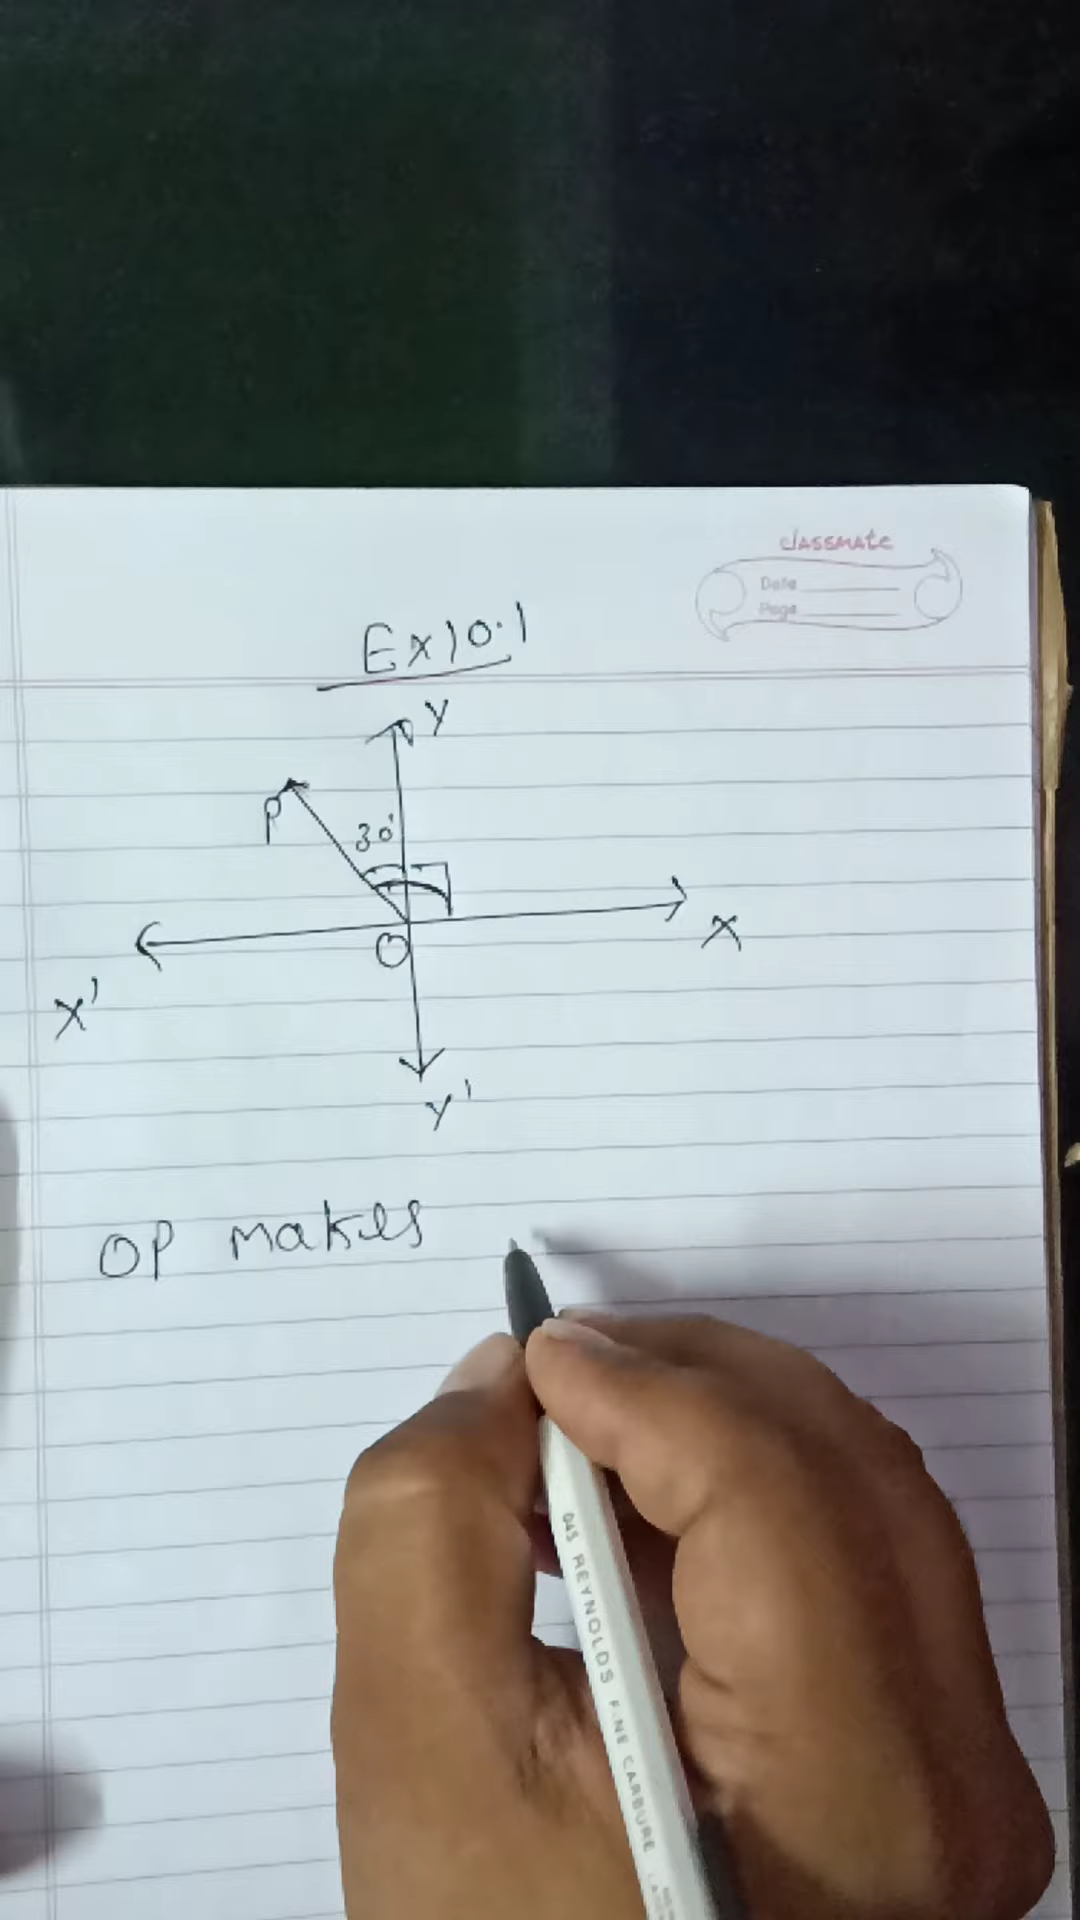 classmate
Date
Page
Ex 10.1
Y
P
30°
X
O
X'
Y'
OP makes
045 REYNOLDS FINE CARBURE